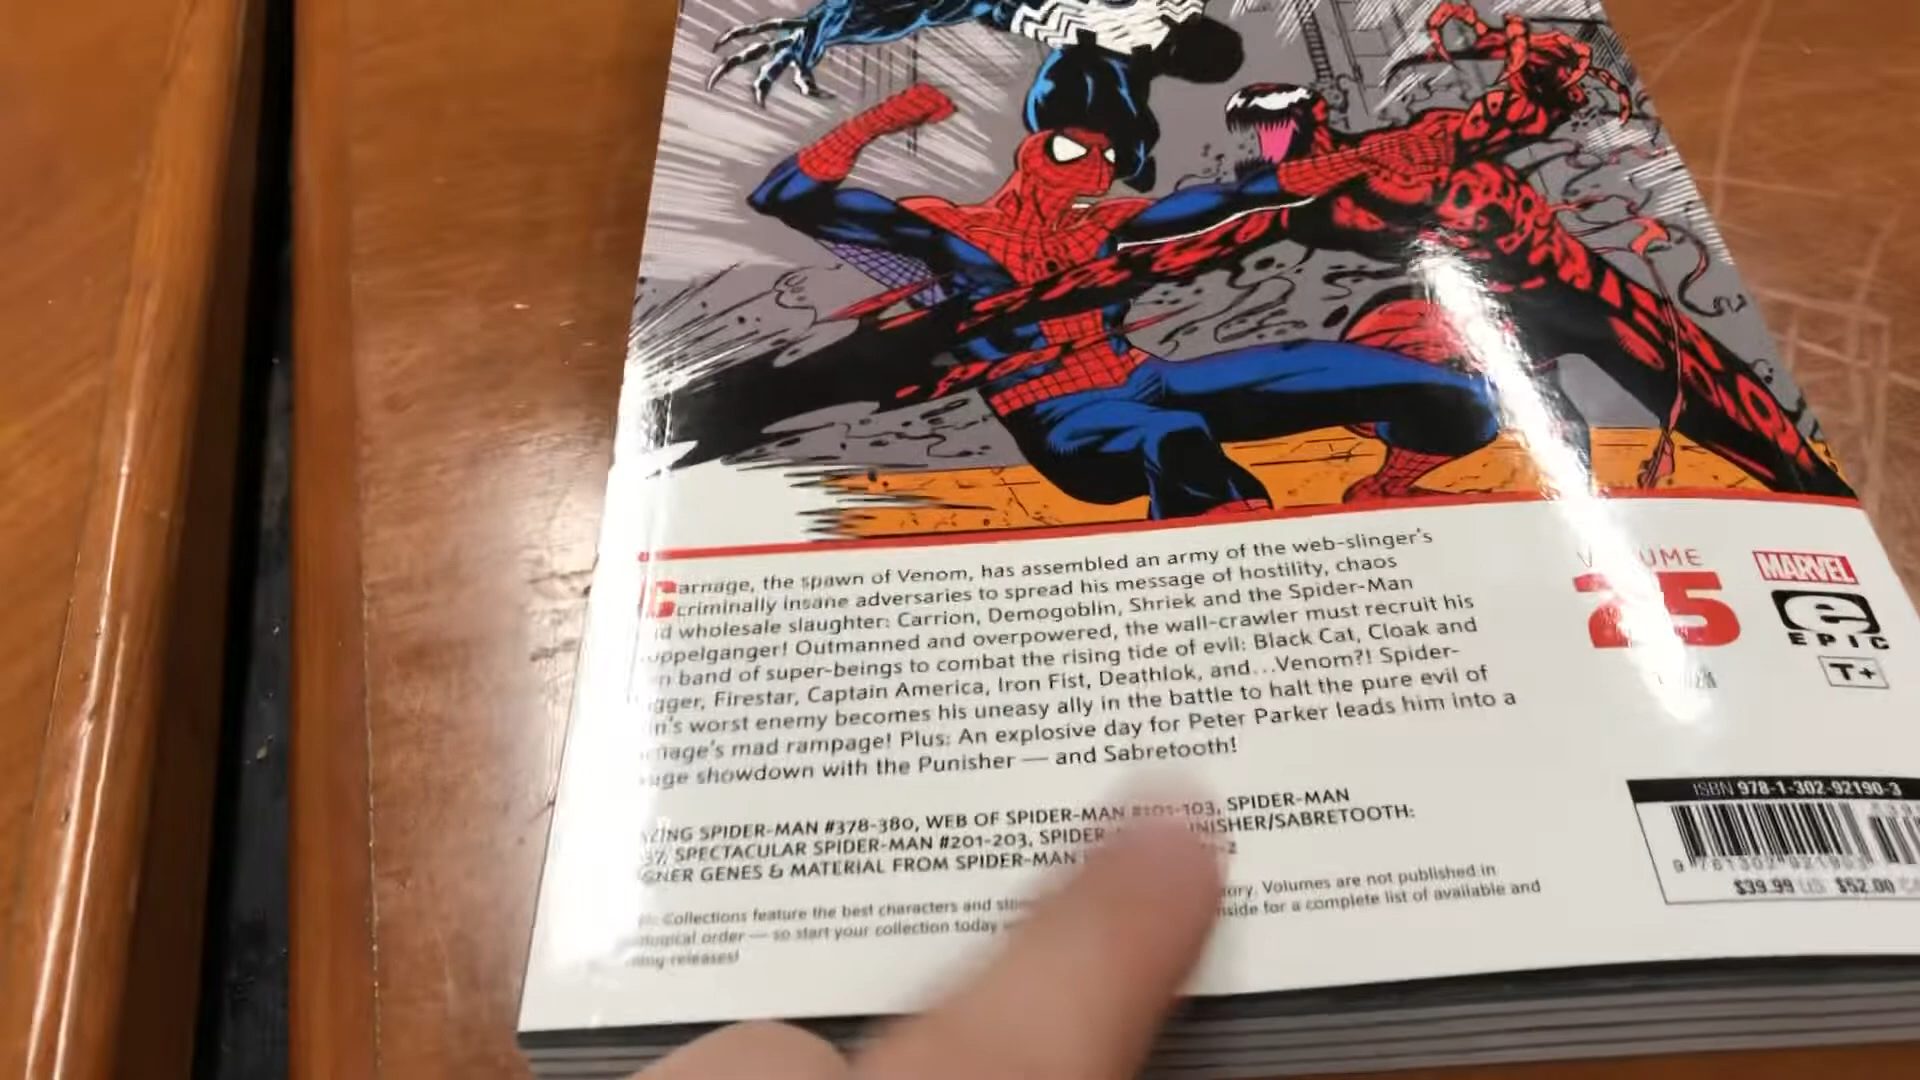 Carnage, the spawn of Venom, has assembled an army of the web-slinger's
criminally insane adversaries to spread his message of hostility, chaos
wholesale slaughter: Carrion, Demogoblin, Shriek and the Spider-Man
Outmanned and overpowered, the wall-crawler must recruit his
band of super-beings to combat the rising tide of evil: Black Cat, Cloak and
Firestar, Captain America, Iron Fist, Deathlok, and...Venom?! Spider-
worst enemy becomes his uneasy ally in the battle to halt the pure evil of
mad rampage! Plus: An explosive day for Peter Parker leads him into a
showdown with the Punisher — and Sabretooth!
SPIDER-MAN #378-380, WEB OF SPIDER-MAN #101-103, SPIDER-MAN
SPECTACULAR SPIDER-MAN #201-203,
GENES & MATERIAL FROM SPIDER-MAN
Collections feature the best characters and
Volumes are not published in
order — so start your collection today
for a complete list of available and
releases!
VOLUME
25
MARVEL
e
EPIC
T+
ISBN 978-1-302-92190-3
$39.99 US $52.00